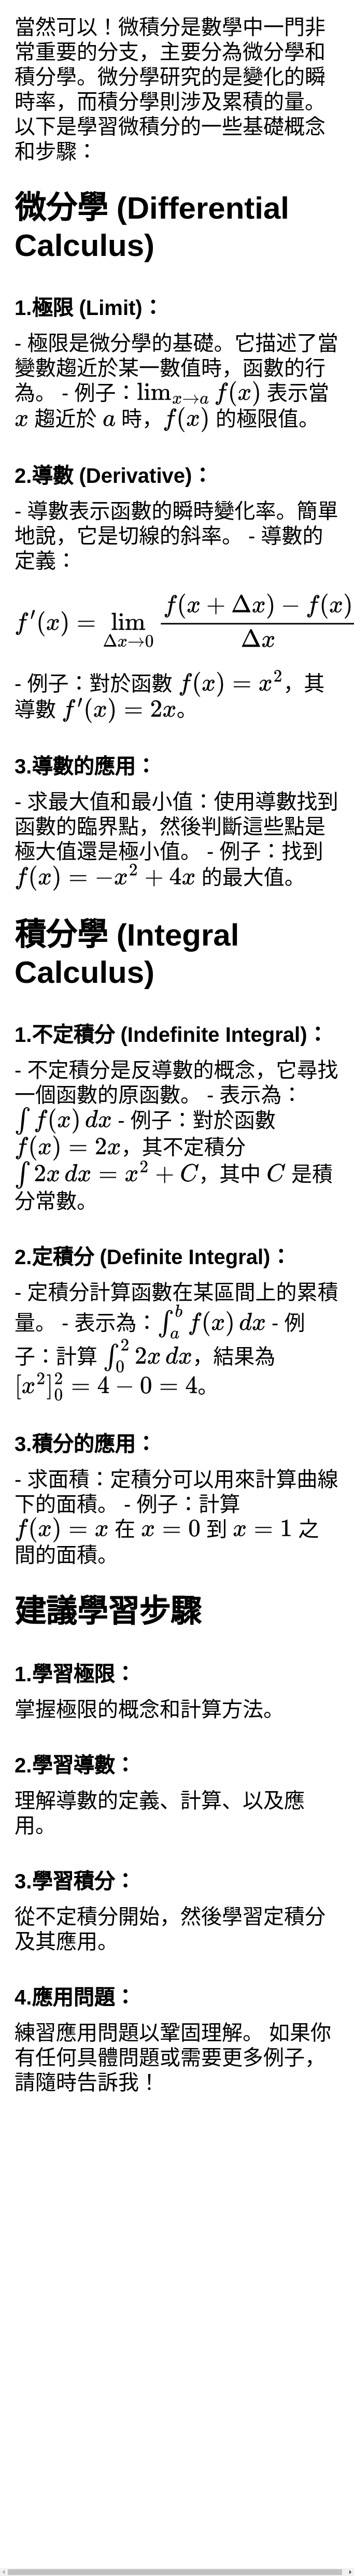 當然可以！微積分是數學中一門非
常重要的分支，主要分為微分學和
積分學。微分學研究的是變化的瞬
時率，而積分學則涉及累積的量。
以下是學習微積分的一些基礎概念
和步驟：
微分學 (Differential
Calculus)
1.極限 (Limit)：
- 極限是微分學的基礎。它描述了當
變數趨近於某一數值時，函數的行
為。 - 例子：lim_{x→a} f(x) 表示當
x 趨近於 a 時，f(x) 的極限值。
2.導數 (Derivative)：
- 導數表示函數的瞬時變化率。簡單
地說，它是切線的斜率。 - 導數的
定義：
f′(x) = lim_{Δx→0} (f(x + Δx) − f(x))/Δx
- 例子：對於函數 f(x) = x²，其
導數 f′(x) = 2x。
3.導數的應用：
- 求最大值和最小值：使用導數找到
函數的臨界點，然後判斷這些點是
極大值還是極小值。 - 例子：找到
f(x) = −x² + 4x 的最大值。
積分學 (Integral
Calculus)
1.不定積分 (Indefinite Integral)：
- 不定積分是反導數的概念，它尋找
一個函數的原函數。 - 表示為：
∫ f(x) dx - 例子：對於函數
f(x) = 2x，其不定積分
∫ 2x dx = x² + C，其中 C 是積
分常數。
2.定積分 (Definite Integral)：
- 定積分計算函數在某區間上的累積
量。 - 表示為：∫_a^b f(x) dx - 例
子：計算 ∫_0^2 2x dx，結果為
[x²]_0^2 = 4 − 0 = 4。
3.積分的應用：
- 求面積：定積分可以用來計算曲線
下的面積。 - 例子：計算
f(x) = x 在 x = 0 到 x = 1 之
間的面積。
建議學習步驟
1.學習極限：
掌握極限的概念和計算方法。
2.學習導數：
理解導數的定義、計算、以及應
用。
3.學習積分：
從不定積分開始，然後學習定積分
及其應用。
4.應用問題：
練習應用問題以鞏固理解。 如果你
有任何具體問題或需要更多例子，
請隨時告訴我！